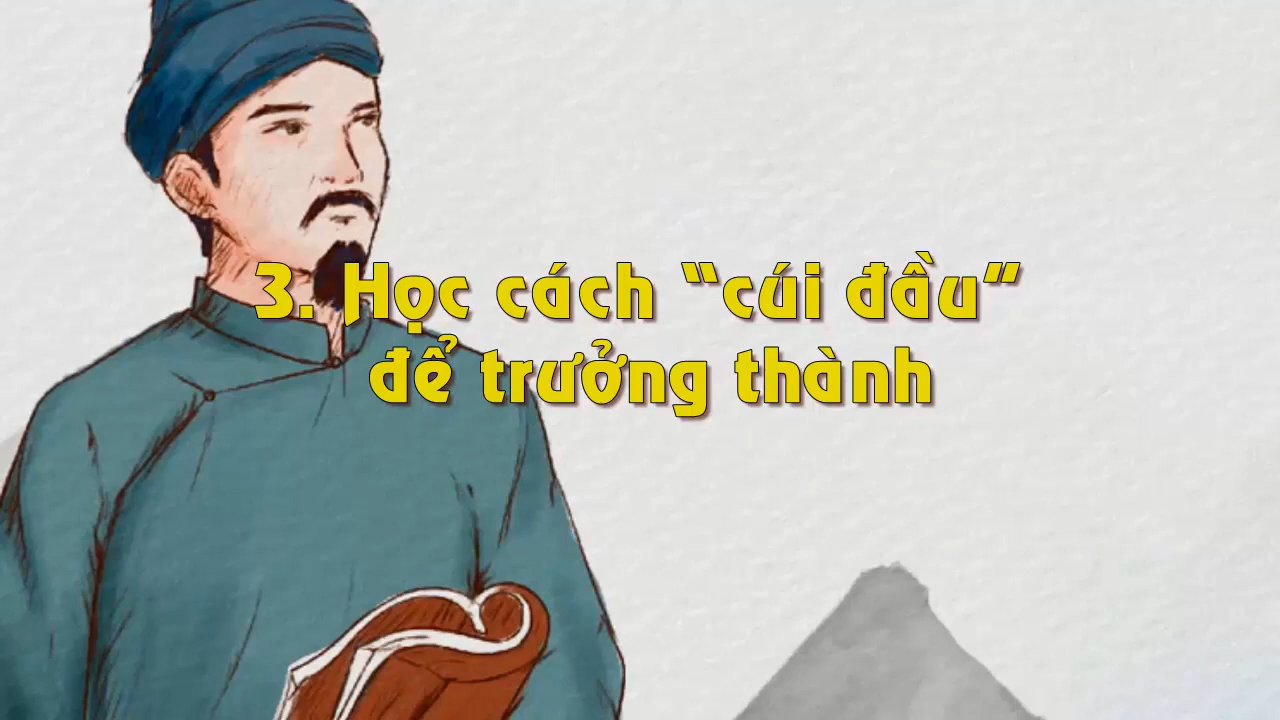 3. Học cách “cúi đầu”
để trưởng thành